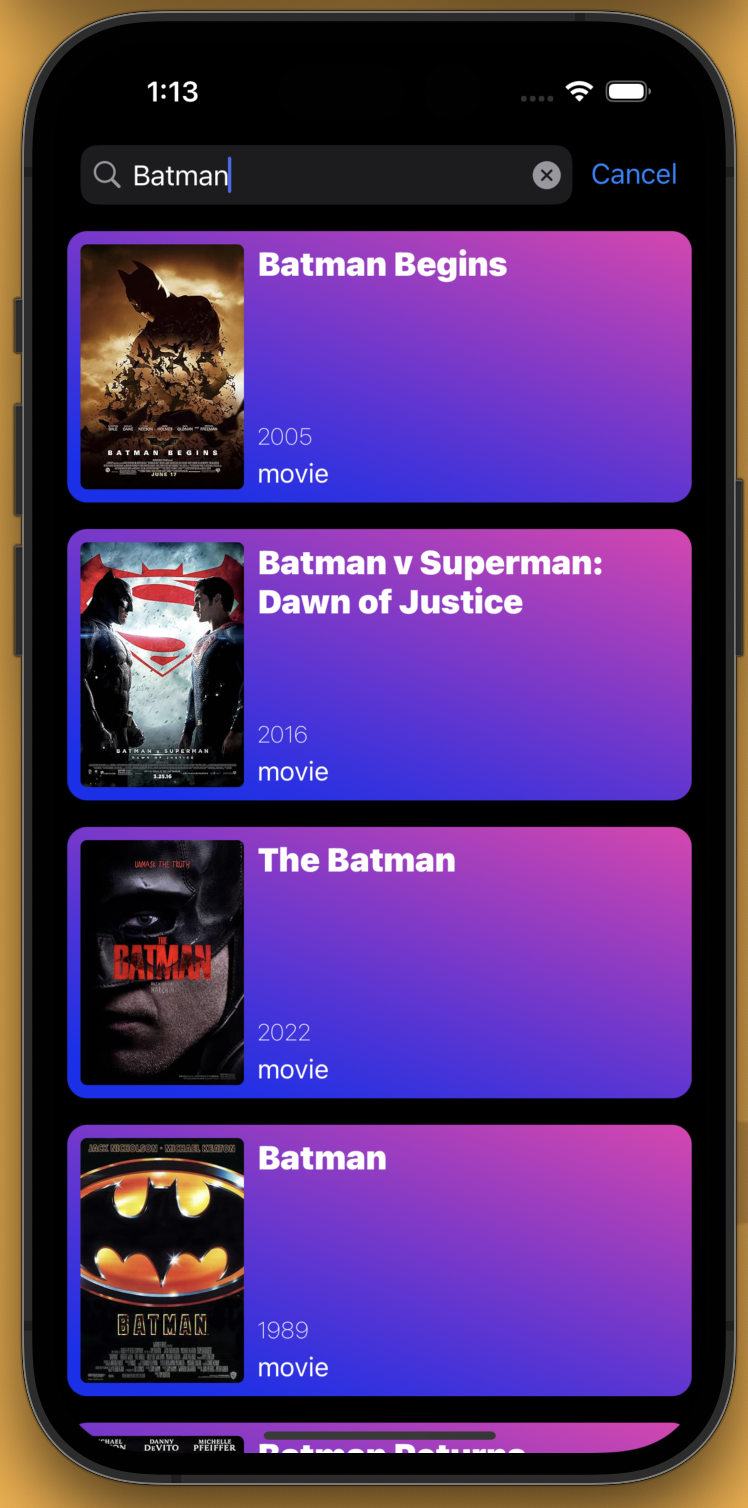 1:13
Batman
Cancel
Batman Begins
BATMAN BEGINS
JUNE 17
2005
movie
Batman v Superman:
Dawn of Justice
BATMAN v SUPERMAN
DAWN OF JUSTICE
3.25.16
2016
movie
The Batman
UNMASK THE TRUTH
THE
BATMAN
2022
movie
Batman
JACK NICHOLSON • MICHAEL KEATON
BATMAN
1989
movie
Batman Returns
DANNY
DEVITO
MICHELLE
PFEIFFER